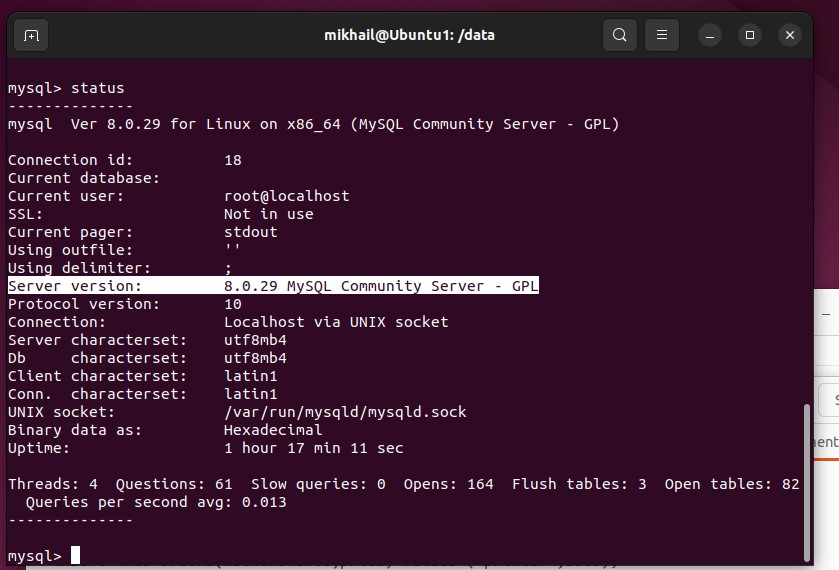 mikhail@Ubuntu1: /data
mysql> status
--------------
mysql  Ver 8.0.29 for Linux on x86_64 (MySQL Community Server - GPL)
Connection id:          18
Current database:
Current user:           root@localhost
SSL:                    Not in use
Current pager:          stdout
Using outfile:          ''
Using delimiter:        ;
Server version:         8.0.29 MySQL Community Server - GPL
Protocol version:       10
Connection:             Localhost via UNIX socket
Server characterset:    utf8mb4
Db     characterset:    utf8mb4
Client characterset:    latin1
Conn.  characterset:    latin1
UNIX socket:            /var/run/mysqld/mysqld.sock
Binary data as:         Hexadecimal
Uptime:                 1 hour 17 min 11 sec
Threads: 4  Questions: 61  Slow queries: 0  Opens: 164  Flush tables: 3  Open tables: 82
  Queries per second avg: 0.013
--------------
mysql>